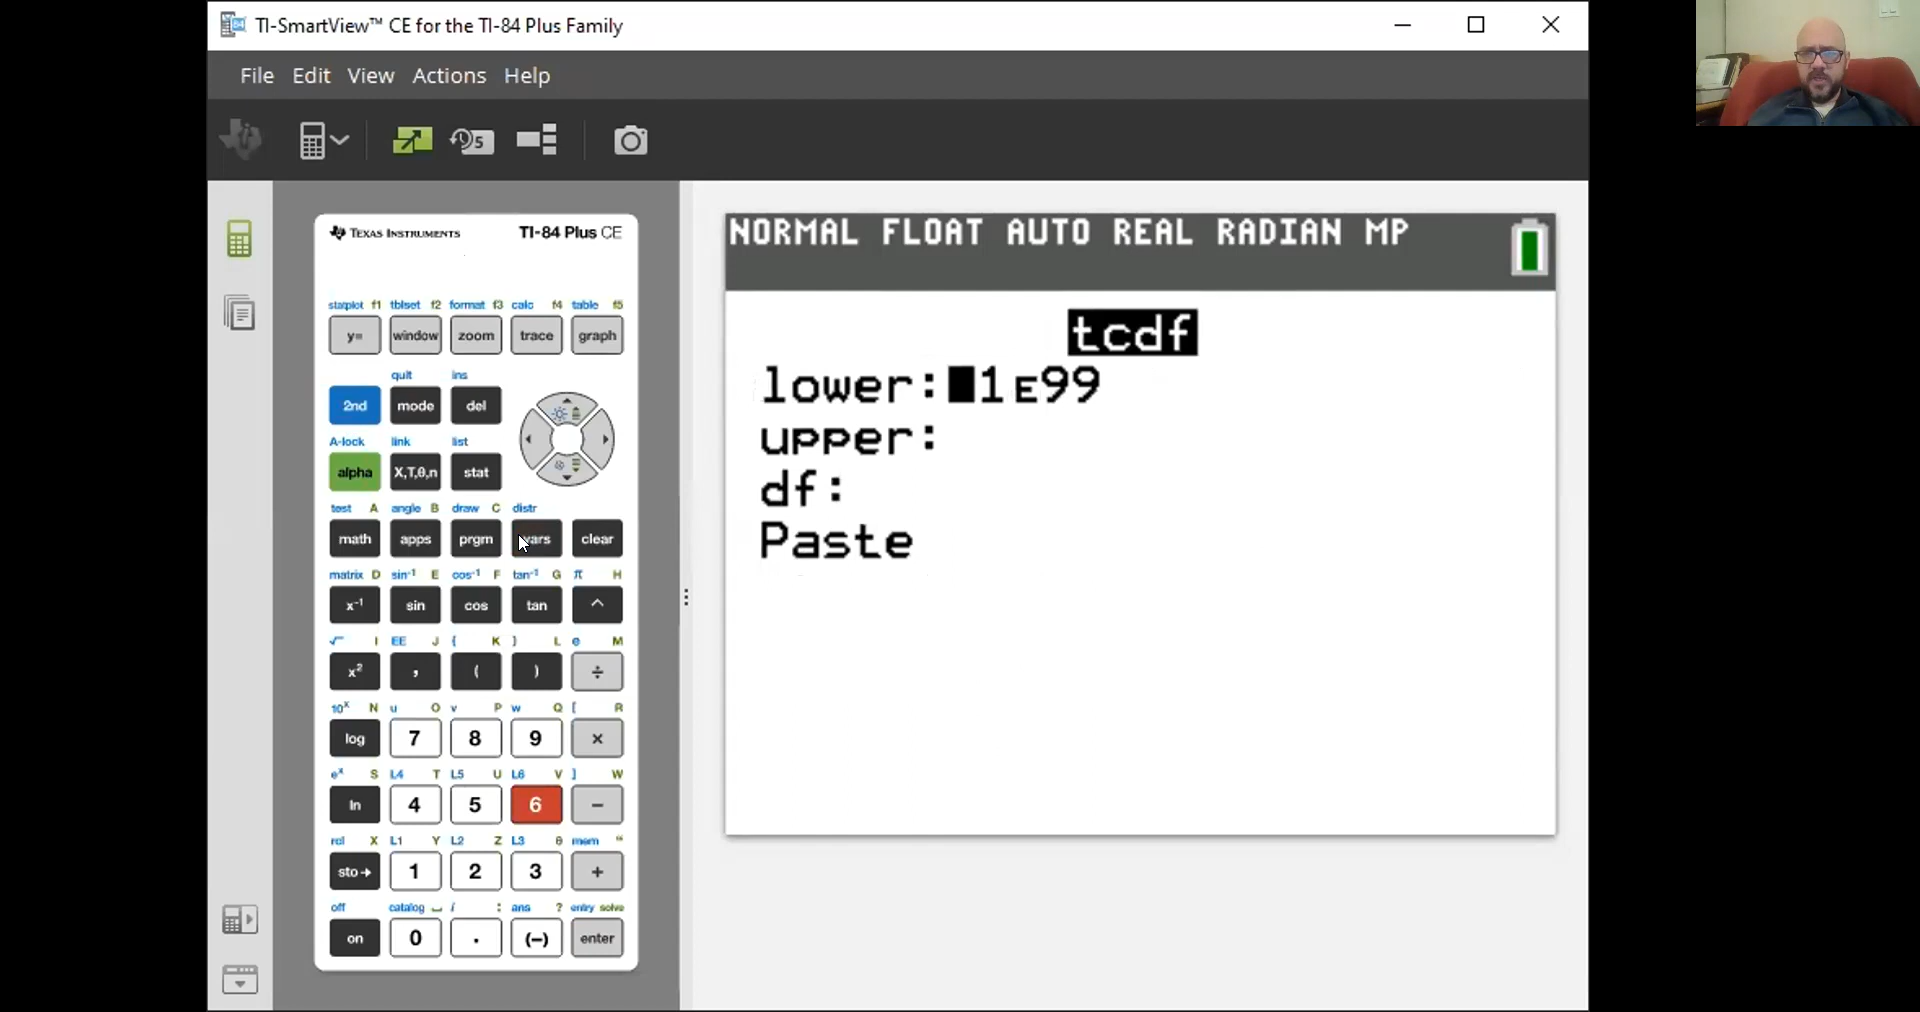 TI-SmartView™ CE for the TI-84 Plus Family
File Edit View Actions Help
TEXAS INSTRUMENTS TI-84 Plus CE
statplot f1 tblset f2 format f3 calc f4 table f5
y= window zoom trace graph
quit ins
2nd mode del
A-lock link list
alpha X,T,θ,n stat
test A angle B draw C distr
math apps prgm vars clear
matrix D sin-1 E cos-1 F tan-1 G π H
x-1 sin cos tan ^
√ I EE J { K } L e M
x2 , ( ) ÷
10x N u O v P w Q [ R
log 7 8 9 ×
ex S L4 T L5 U L6 V ] W
ln 4 5 6 −
rcl X L1 Y L2 Z L3 θ mem "
sto→ 1 2 3 +
off catalog i : ans ? entry solve
on 0 . (−) enter
NORMAL FLOAT AUTO REAL RADIAN MP
tcdf
lower:1E99
upper:
df:
Paste